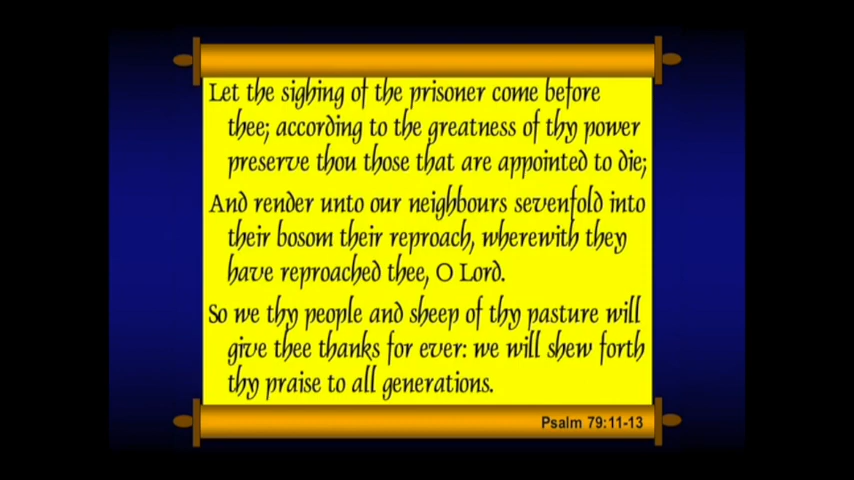 Let the sighing of the prisoner come before
thee; according to the greatness of thy power
preserve thou those that are appointed to die;
And render unto our neighbours sevenfold into
their bosom their reproach, wherewith they
have reproached thee, O Lord.
So we thy people and sheep of thy pasture will
give thee thanks for ever: we will shew forth
thy praise to all generations.
Psalm 79:11-13